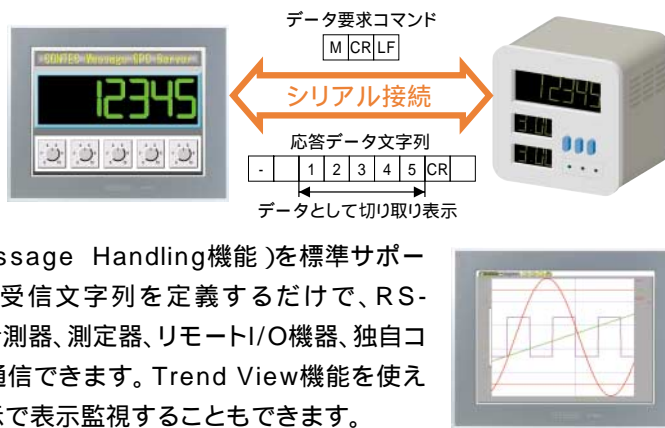 データ要求コマンド
M CR LF
CONTEC Message OPC Server
12345
シリアル接続
12345
応答データ文字列
- 1 2 3 4 5 CR
データとして切り取り表示
ssage Handling機能)を標準サポー
受信文字列を定義するだけで、RS-
測器、測定器、リモートI/O機器、独自コ
通信できます。Trend View機能を使え
で表示監視することもできます。